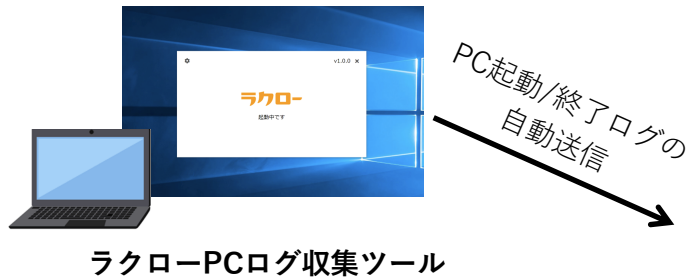 v1.0.0 ×
ラクロー
起動中です
PC起動/終了ログの
自動送信
ラクローPCログ収集ツール